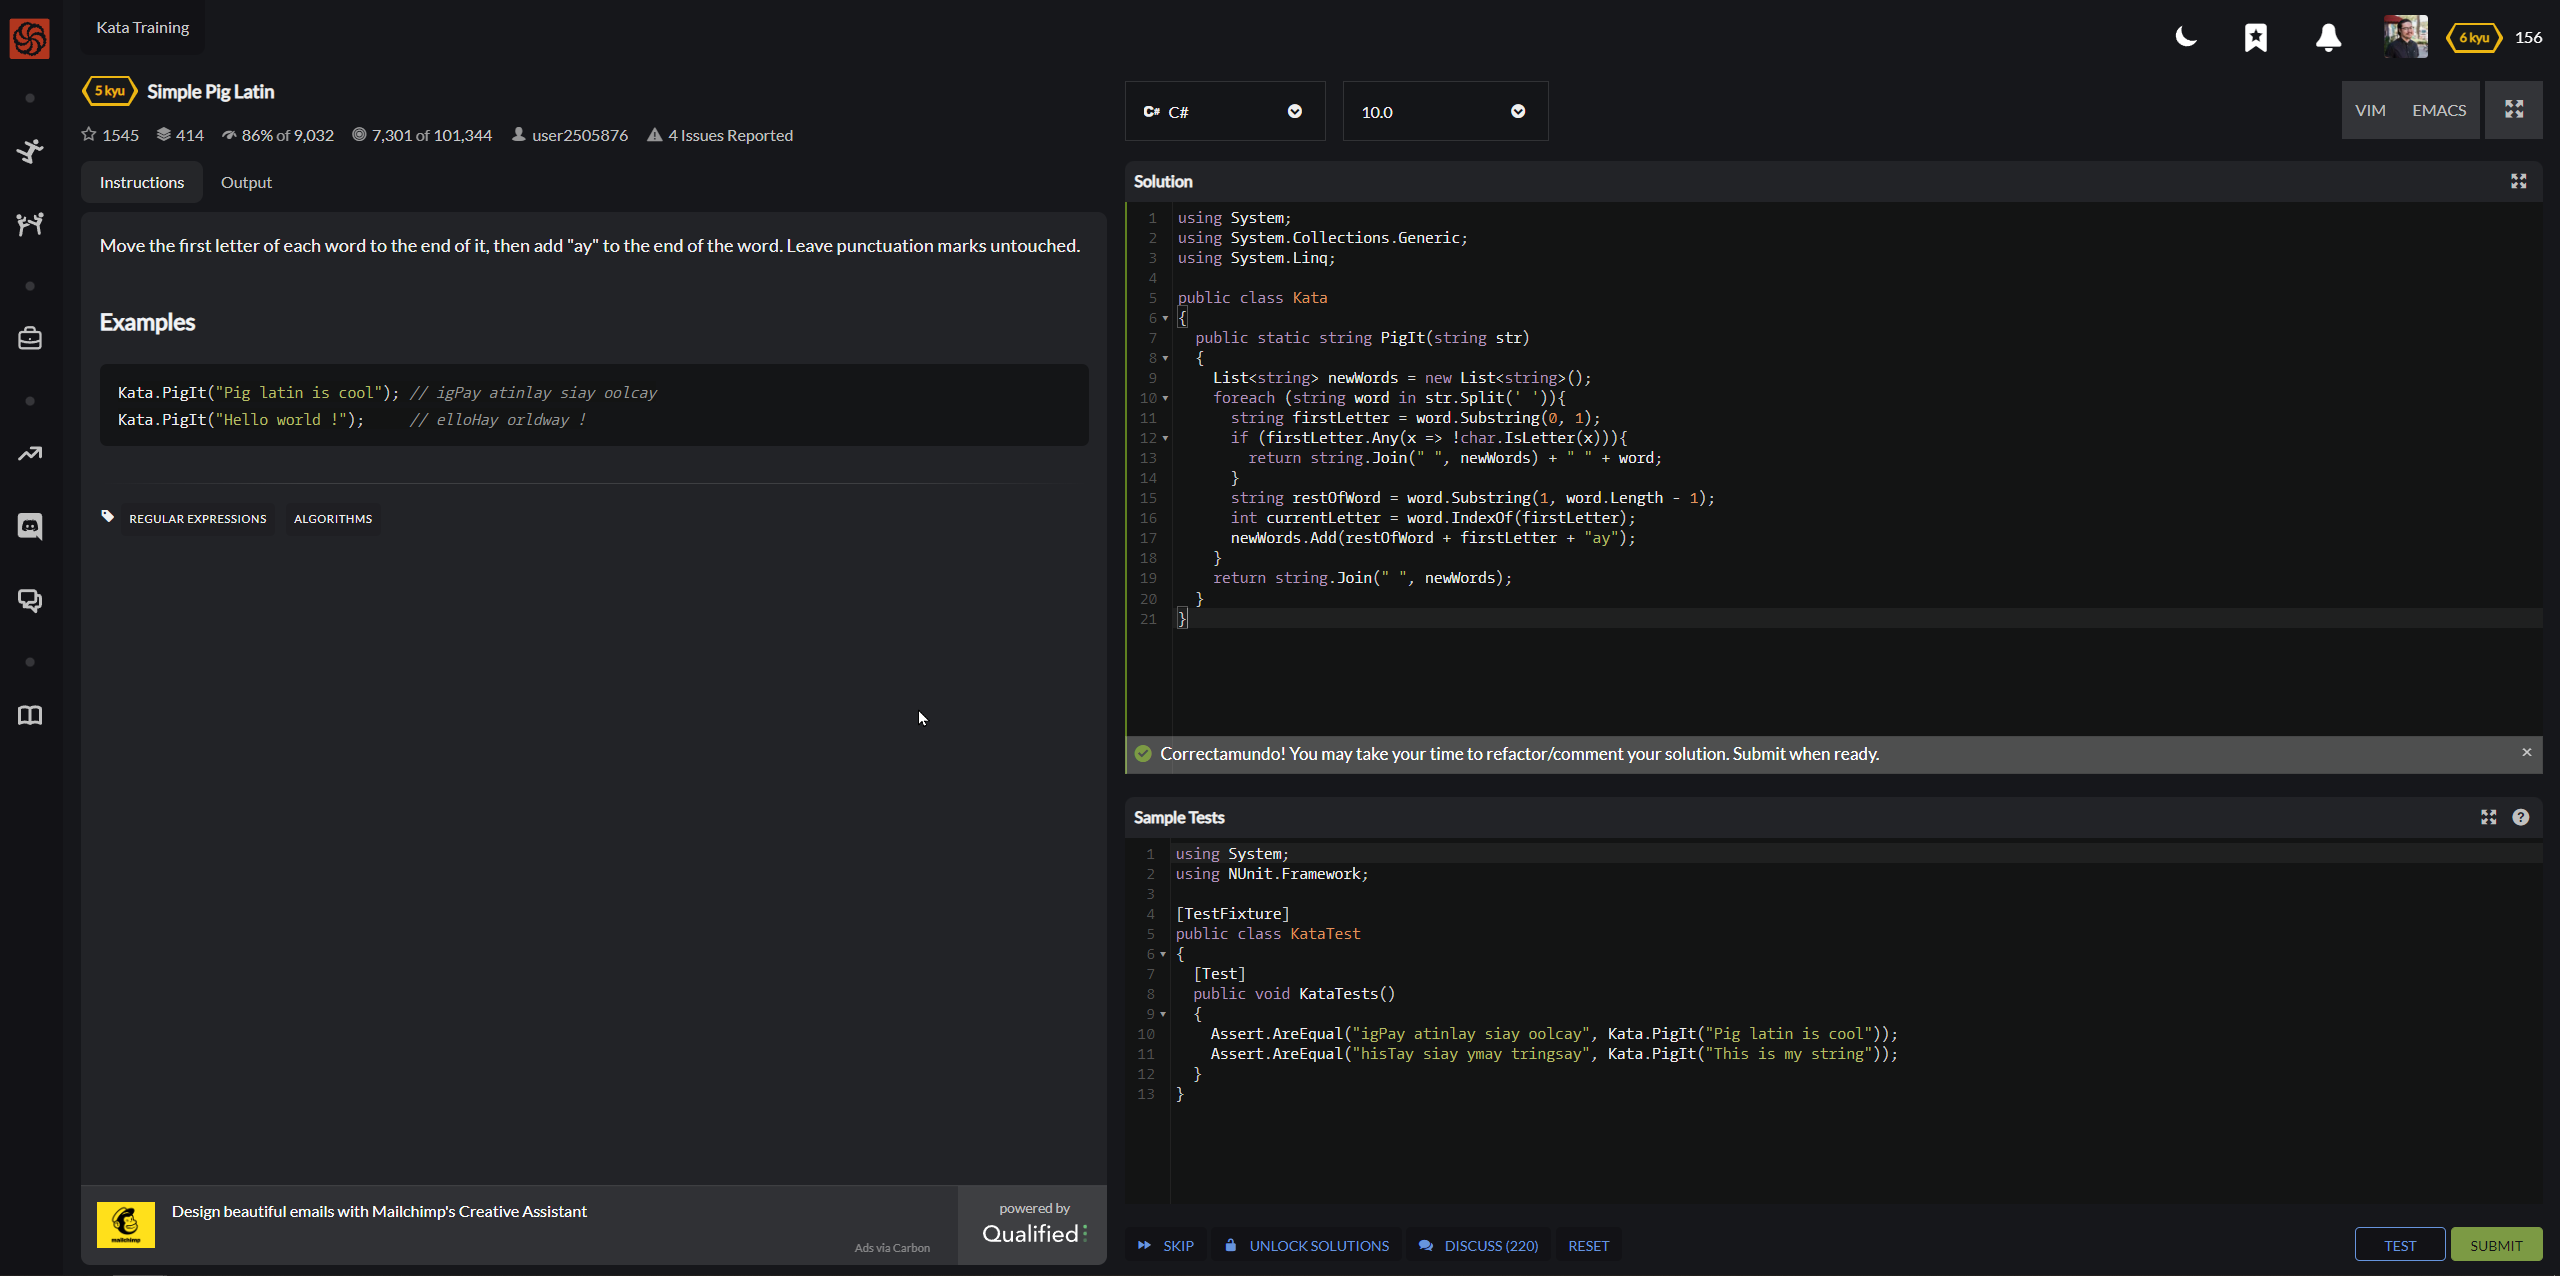 Kata Training
6 kyu 156
5 kyu Simple Pig Latin
1545 414 86% of 9,032 7,301 of 101,344 user2505876 4 Issues Reported
Instructions Output
Move the first letter of each word to the end of it, then add "ay" to the end of the word. Leave punctuation marks untouched.
Examples
Kata.PigIt("Pig latin is cool"); // igPay atinlay siay oolcay
Kata.PigIt("Hello world !");     // elloHay orldway !
REGULAR EXPRESSIONS ALGORITHMS
mailchimp
Design beautiful emails with Mailchimp's Creative Assistant
Ads via Carbon
powered by
Qualified
C# C# 10.0 VIM EMACS
Solution
1 using System;
2 using System.Collections.Generic;
3 using System.Linq;
4
5 public class Kata
6 {
7   public static string PigIt(string str)
8   {
9     List<string> newWords = new List<string>();
10     foreach (string word in str.Split(' ')){
11       string firstLetter = word.Substring(0, 1);
12       if (firstLetter.Any(x => !char.IsLetter(x))){
13         return string.Join(" ", newWords) + " " + word;
14       }
15       string restOfWord = word.Substring(1, word.Length - 1);
16       int currentLetter = word.IndexOf(firstLetter);
17       newWords.Add(restOfWord + firstLetter + "ay");
18     }
19     return string.Join(" ", newWords);
20   }
21 }
Correctamundo! You may take your time to refactor/comment your solution. Submit when ready. ×
Sample Tests ?
1 using System;
2 using NUnit.Framework;
3
4 [TestFixture]
5 public class KataTest
6 {
7   [Test]
8   public void KataTests()
9   {
10     Assert.AreEqual("igPay atinlay siay oolcay", Kata.PigIt("Pig latin is cool"));
11     Assert.AreEqual("hisTay siay ymay tringsay", Kata.PigIt("This is my string"));
12   }
13 }
SKIP UNLOCK SOLUTIONS DISCUSS (220) RESET TEST SUBMIT